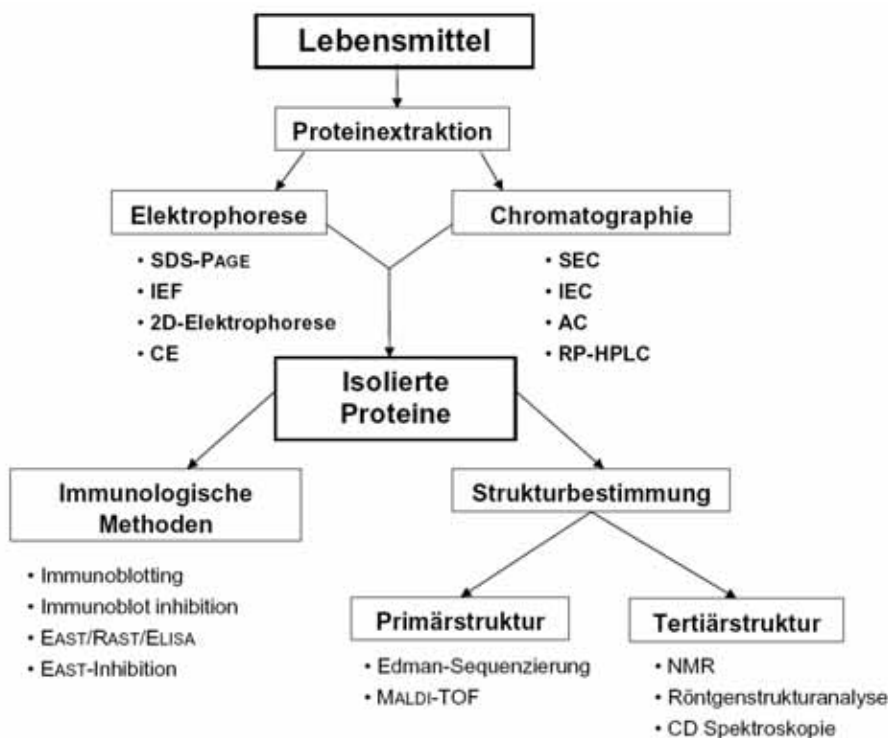 Lebensmittel
Proteinextraktion
Elektrophorese
• SDS-PAGE
• IEF
• 2D-Elektrophorese
• CE
Chromatographie
• SEC
• IEC
• AC
• RP-HPLC
Isolierte
Proteine
Immunologische
Methoden
• Immunoblotting
• Immunoblot inhibition
• EAST/RAST/ELISA
• EAST-Inhibition
Strukturbestimmung
Primärstruktur
• Edman-Sequenzierung
• MALDI-TOF
Tertiärstruktur
• NMR
• Röntgenstrukturanalyse
• CD Spektroskopie